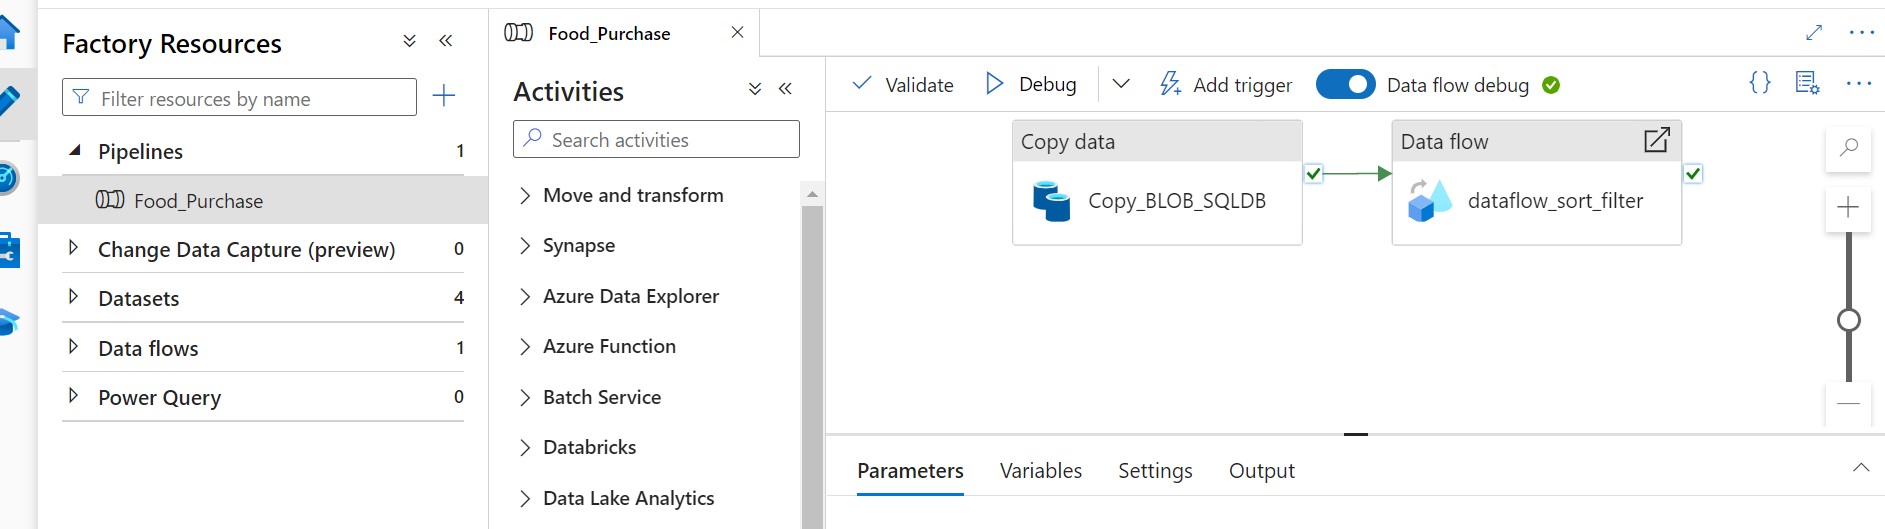 Factory Resources
Filter resources by name
Pipelines 1
Food_Purchase
Change Data Capture (preview) 0
Datasets 4
Data flows 1
Power Query 0
Food_Purchase
Activities
Search activities
Move and transform
Synapse
Azure Data Explorer
Azure Function
Batch Service
Databricks
Data Lake Analytics
Validate Debug Add trigger Data flow debug
Copy data
Copy_BLOB_SQLDB
Data flow
dataflow_sort_filter
Parameters Variables Settings Output